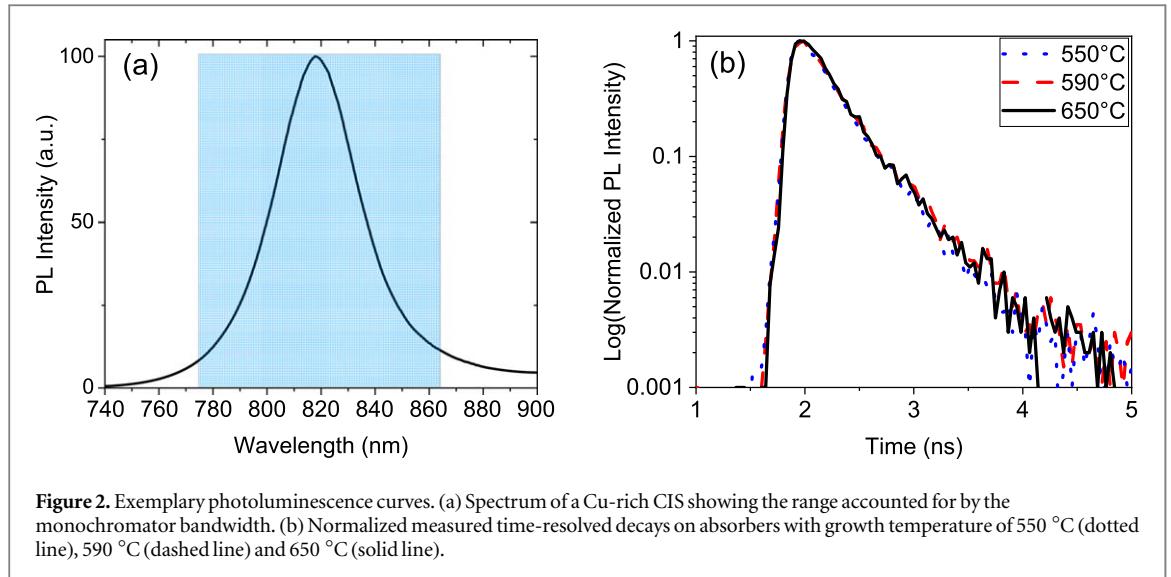 (a)
PL Intensity (a.u.)
100
50
0
740 760 780 800 820 840 860 880 900
Wavelength (nm)
(b)
550°C
590°C
650°C
Log(Normalized PL Intensity)
1
0.1
0.01
0.001
1 2 3 4 5
Time (ns)
Figure 2. Exemplary photoluminescence curves. (a) Spectrum of a Cu-rich CIS showing the range accounted for by the
monochromator bandwidth. (b) Normalized measured time-resolved decays on absorbers with growth temperature of 550 °C (dotted
line), 590 °C (dashed line) and 650 °C (solid line).